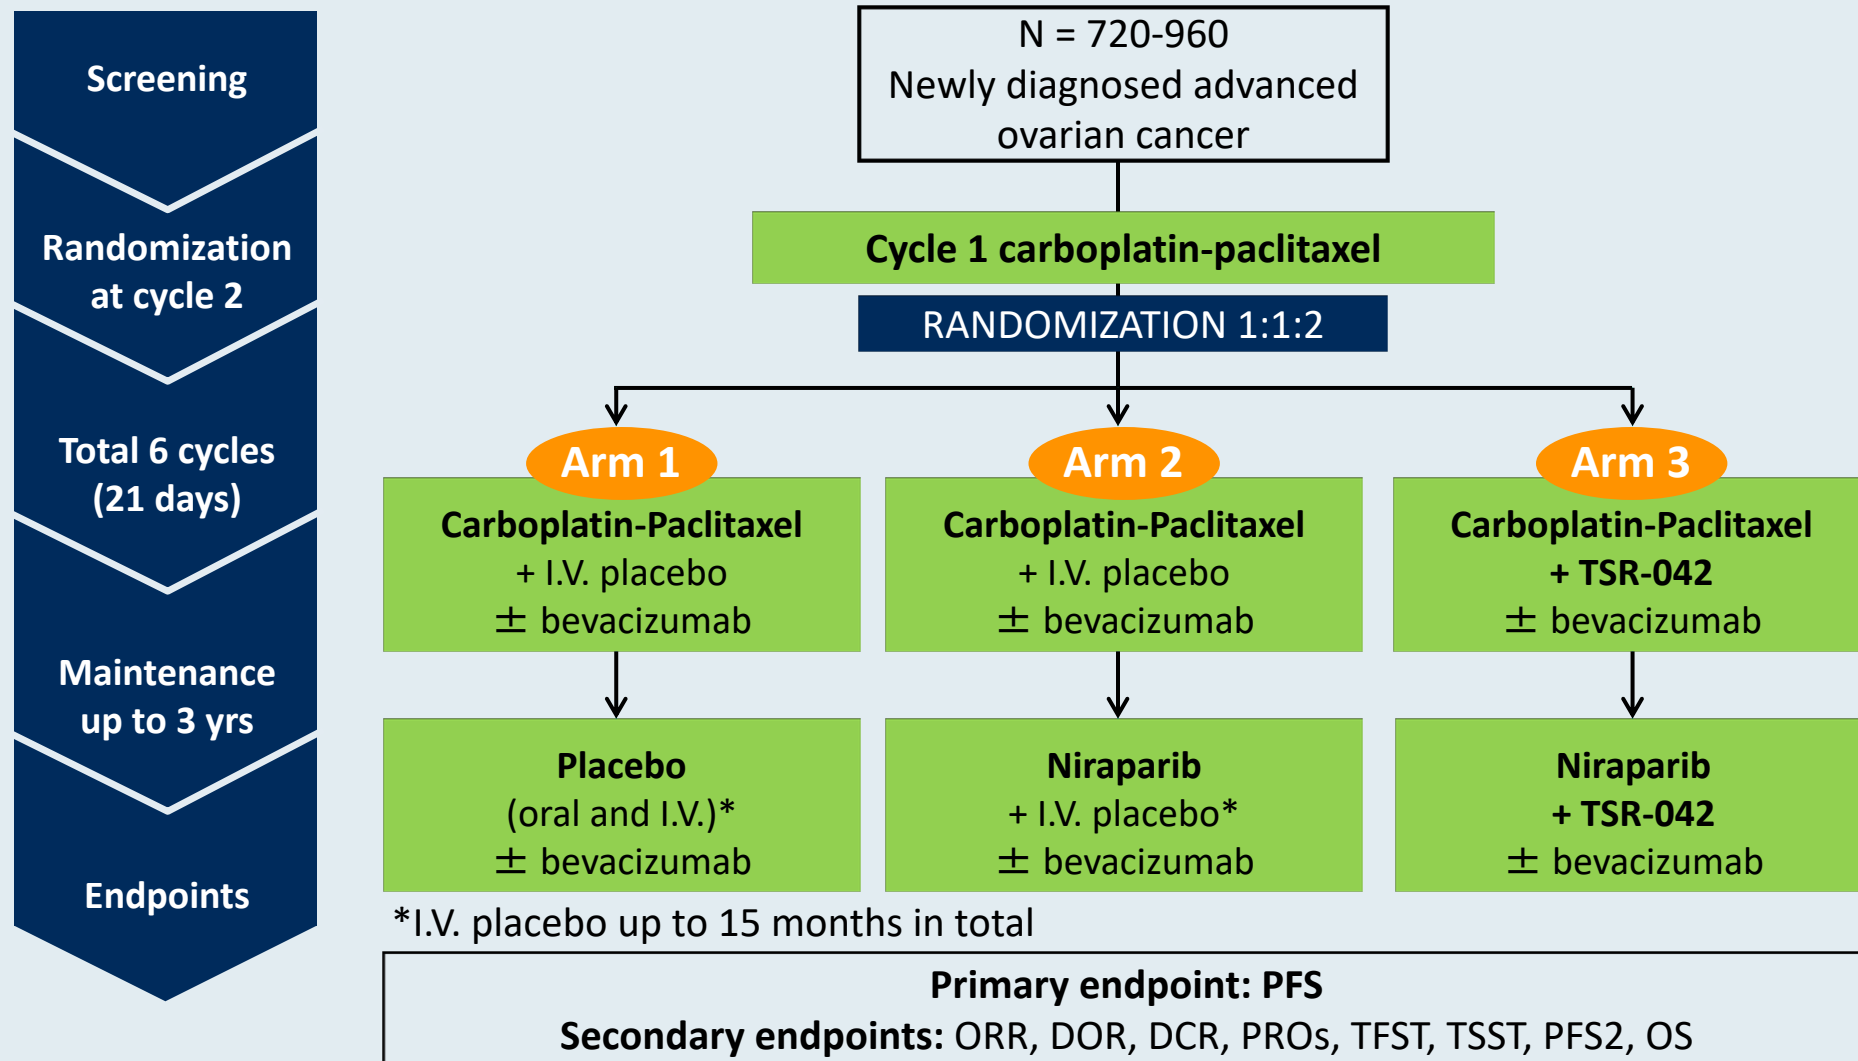 Screening
Randomization
at cycle 2
Total 6 cycles
(21 days)
Maintenance
up to 3 yrs
Endpoints
N = 720-960
Newly diagnosed advanced
ovarian cancer
Cycle 1 carboplatin-paclitaxel
RANDOMIZATION 1:1:2
Arm 1
Carboplatin-Paclitaxel
+ I.V. placebo
± bevacizumab
Placebo
(oral and I.V.)*
± bevacizumab
Arm 2
Carboplatin-Paclitaxel
+ I.V. placebo
± bevacizumab
Niraparib
+ I.V. placebo*
± bevacizumab
Arm 3
Carboplatin-Paclitaxel
+ TSR-042
± bevacizumab
Niraparib
+ TSR-042
± bevacizumab
*I.V. placebo up to 15 months in total
Primary endpoint: PFS
Secondary endpoints: ORR, DOR, DCR, PROs, TFST, TSST, PFS2, OS